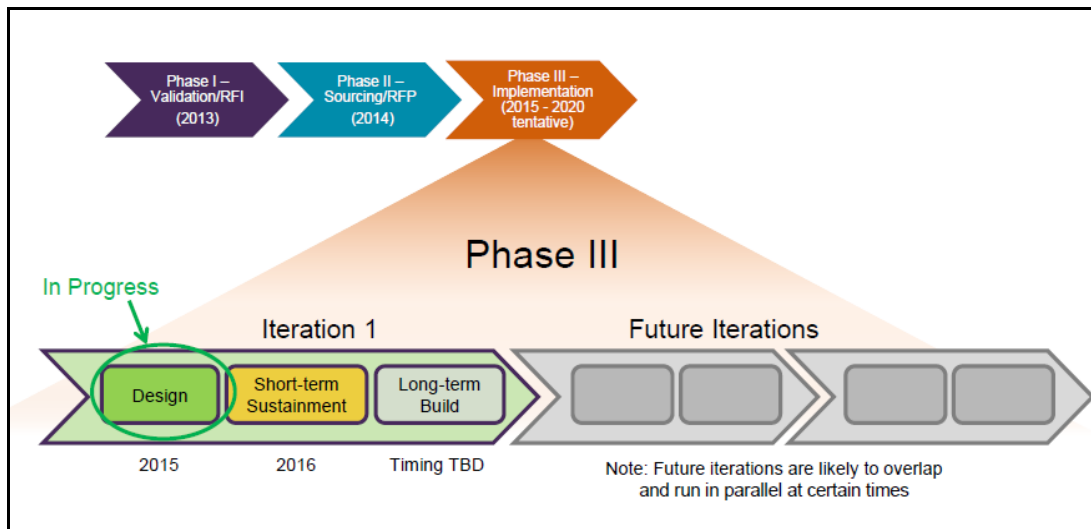 Phase I –
Validation/RFI
(2013)
Phase II –
Sourcing/RFP
(2014)
Phase III –
Implementation
(2015 - 2020
tentative)
Phase III
In Progress
Iteration 1
Future Iterations
Design
Short-term
Sustainment
Long-term
Build
2015
2016
Timing TBD
Note: Future iterations are likely to overlap
and run in parallel at certain times